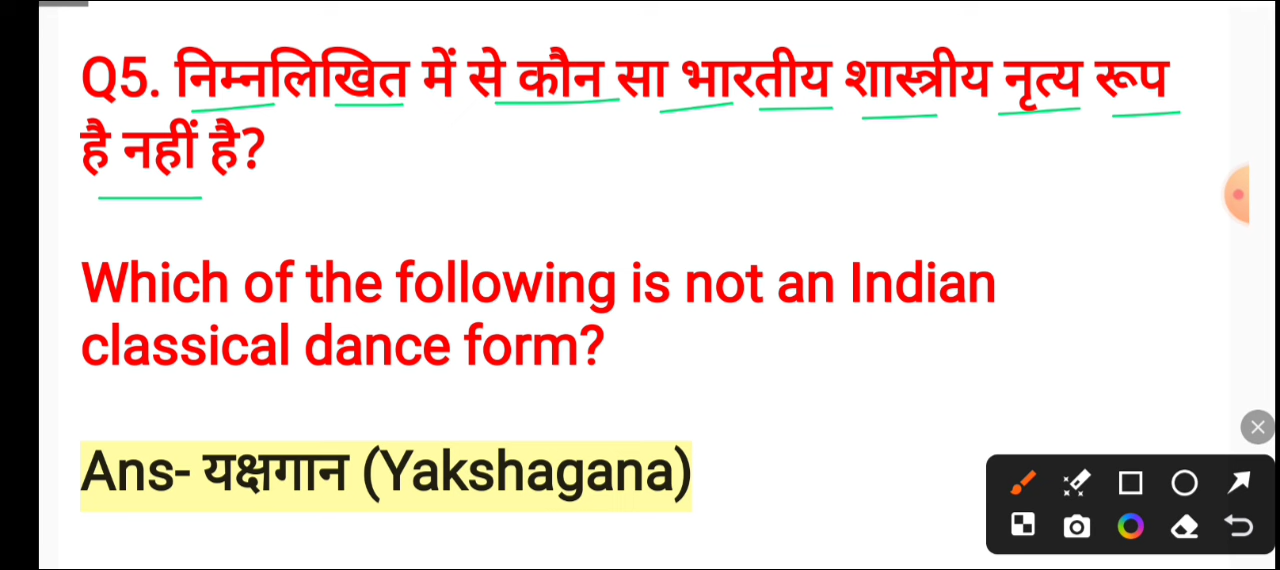 Q5. निम्नलिखित में से कौन सा भारतीय शास्त्रीय नृत्य रूप
है नहीं है?
Which of the following is not an Indian
classical dance form?
Ans- यक्षगान (Yakshagana)